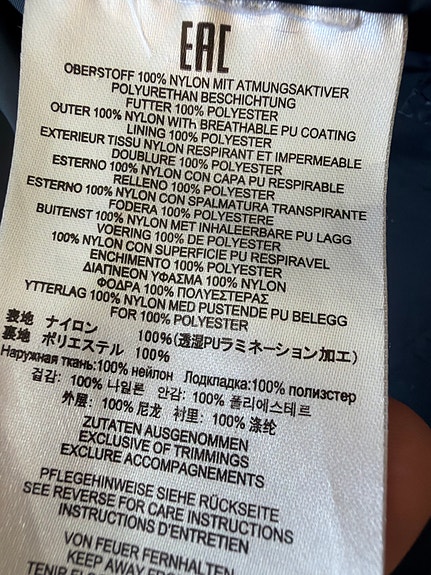 EAC
OBERSTOFF 100% NYLON MIT ATMUNGSAKTIVER
POLYURETHAN BESCHICHTUNG
FUTTER 100% POLYESTER
OUTER 100% NYLON WITH BREATHABLE PU COATING
LINING 100% POLYESTER
EXTERIEUR TISSU NYLON RESPIRANT ET IMPERMEABLE
DOUBLURE 100% POLYESTER
ESTERNO 100% NYLON CON CAPA PU RESPIRABLE
RELLENO 100% POLYESTER
ESTERNO 100% NYLON CON SPALMATURA TRANSPIRANTE
FODERA 100% POLYESTERE
BUITENST 100% NYLON MET INHALEERBARE PU LAGG
VOERING 100% DE POLYESTER
100% NYLON CON SUPERFICIE PU RESPIRAVEL
ENCHIMENTO 100% POLYESTER
ΔΙΑΠΝΕΟΝ ΥΦΑΣΜΑ 100% NYLON
ΦΟΔΡΑ 100% ΠΟΛΥΕΣΤΕΡΑΣ
YTTERLAG 100% NYLON MED PUSTENDE PU BELEGG
FOR 100% POLYESTER
表地 ナイロン 100%(透湿PUラミネーション加工)
裏地 ポリエステル 100%
Наружная ткань:100% нейлон Лодкпадка:100% полиэстер
겉감: 100% 나일론 안감: 100% 폴리에스테르
外层: 100% 尼龙 衬里: 100% 涤纶
ZUTATEN AUSGENOMMEN
EXCLUSIVE OF TRIMMINGS
EXCLURE ACCOMPAGNEMENTS
PFLEGEHINWEISE SIEHE RÜCKSEITE
SEE REVERSE FOR CARE INSTRUCTIONS
INSTRUCTIONS D'ENTRETIEN
VON FEUER FERNHALTEN
KEEP AWAY FROM
TENIR